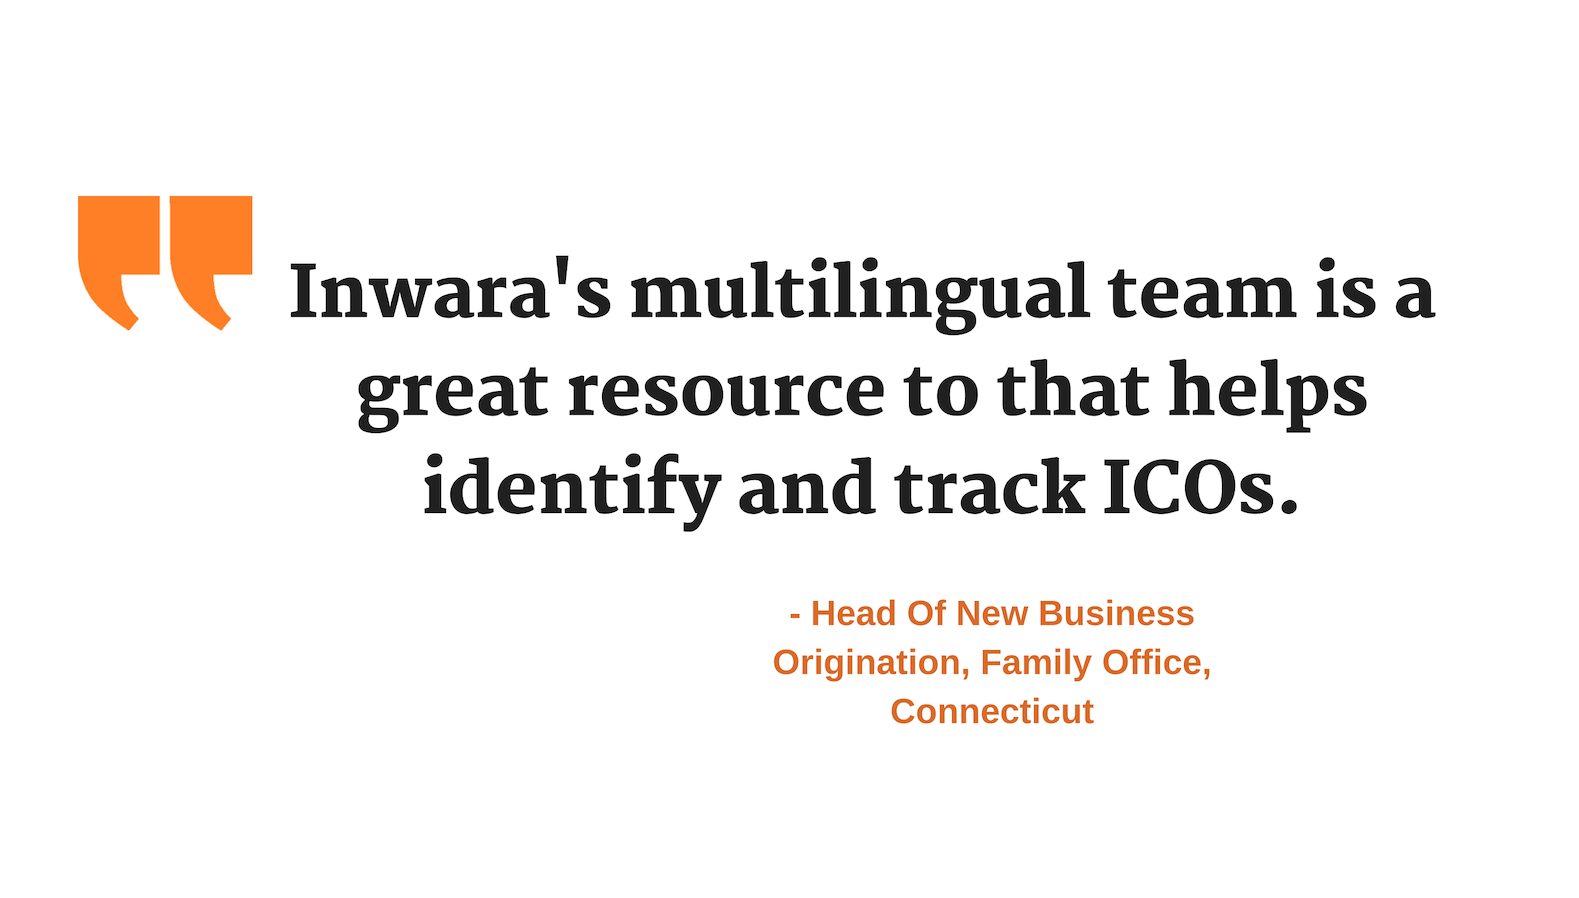 Inwara's multilingual team is a
great resource to that helps
identify and track ICOs.
- Head Of New Business
Origination, Family Office,
Connecticut